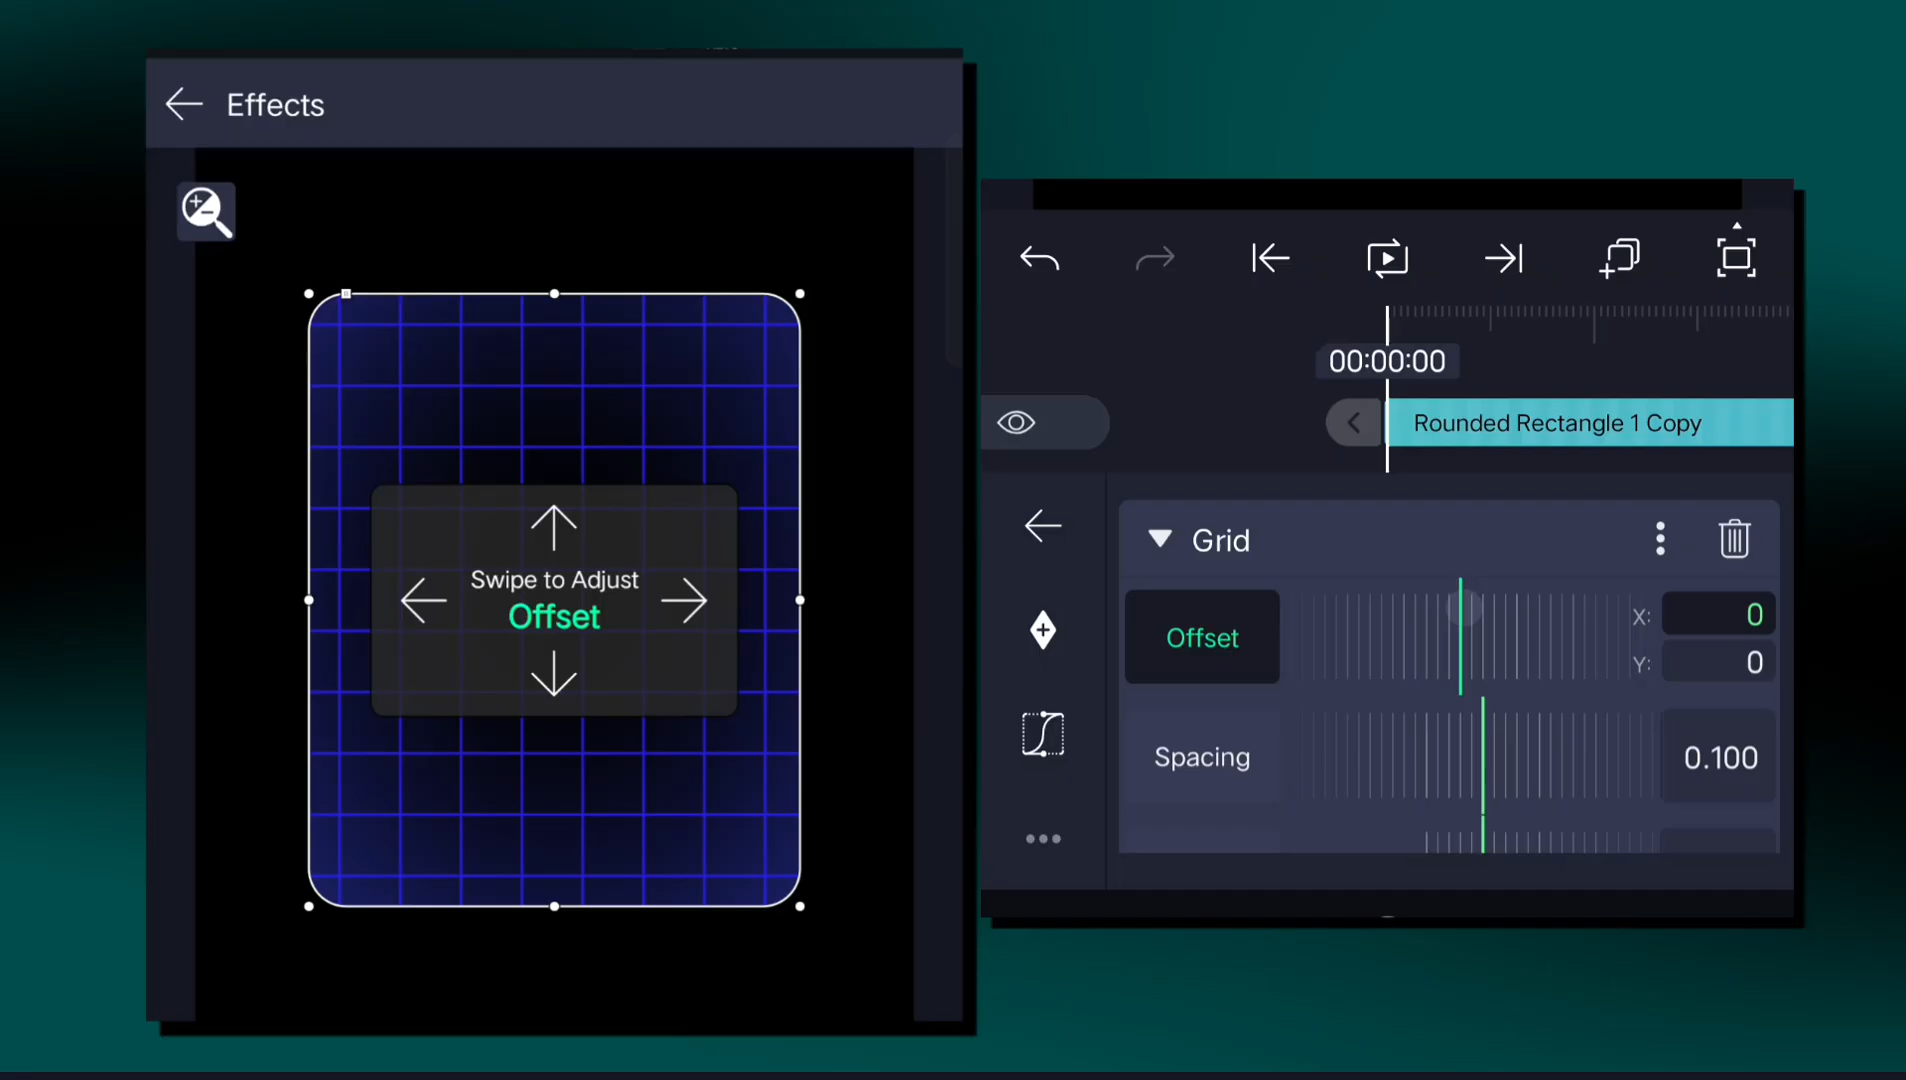 Effects
Swipe to Adjust
Offset
00:00:00
Rounded Rectangle 1 Copy
Grid
Offset
X: 0
Y: 0
Spacing
0.100